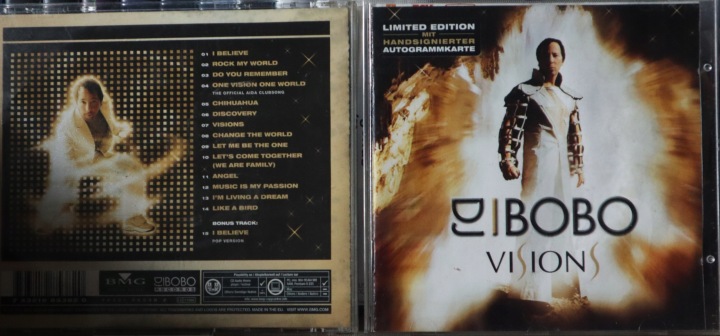 01 I BELIEVE
02 ROCK MY WORLD
03 DO YOU REMEMBER
04 ONE VISION ONE WORLD
THE OFFICIAL AIDA CLUBSONG
05 CHIHUAHUA
06 DISCOVERY
07 VISIONS
08 CHANGE THE WORLD
09 LET ME BE THE ONE
10 LET'S COME TOGETHER
(WE ARE FAMILY)
11 ANGEL
12 MUSIC IS MY PASSION
13 I'M LIVING A DREAM
14 LIKE A BIRD
BONUS TRACK:
15 I BELIEVE
POP VERSION
BMG
DJ BOBO
RECORDS
LIMITED EDITION
MIT
HANDSIGNIERTER
AUTOGRAMMKARTE
DJ BOBO
VISIONS